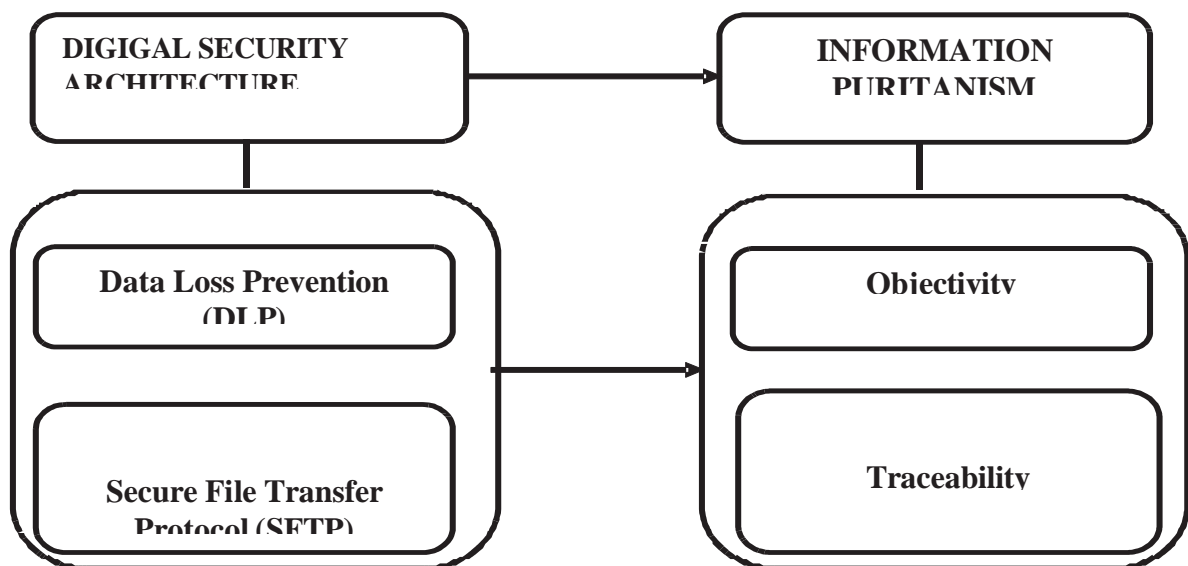 DIGIGAL SECURITY
ARCHITECTURE
INFORMATION
PURITANISM
Data Loss Prevention
(DLP)
Objectivity
Secure File Transfer
Protocol (SFTP)
Traceability